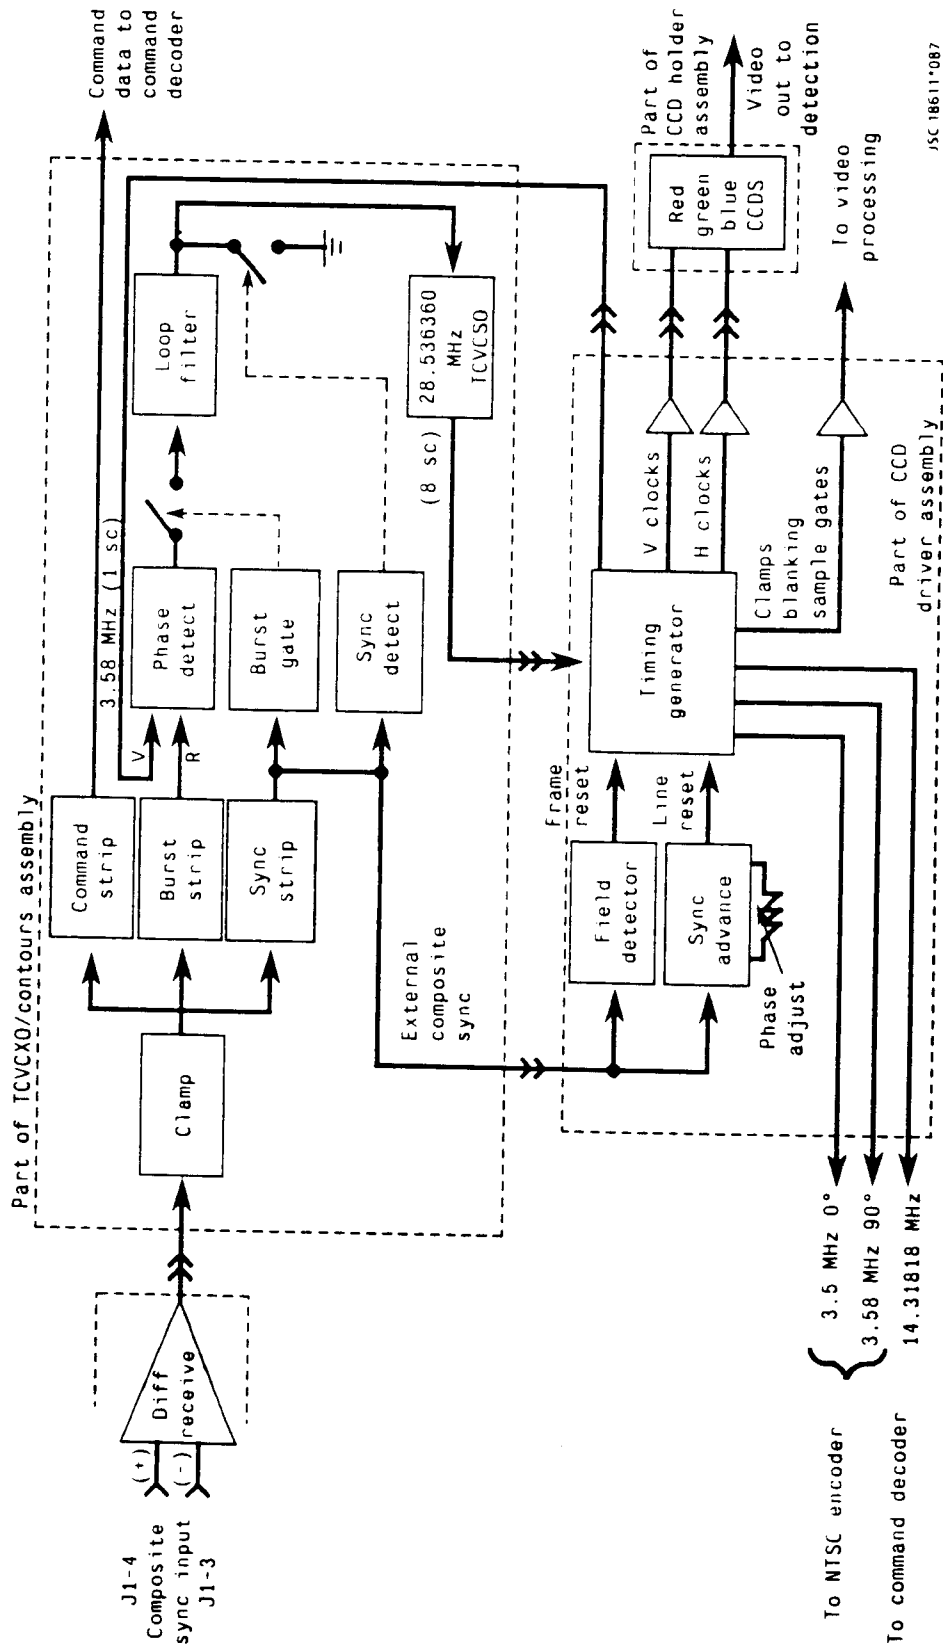 Part of TCVCXO/contours assembly
J1-4
Composite
sync input
J1-3
(+)
(-)
Diff
receive
Clamp
Command
strip
Burst
strip
Sync
strip
3.58 MHz (1 sc)
V
R
Phase
detect
Burst
gate
Sync
detect
Loop
filter
Command
data to
command
decoder
28.536360
MHz
TCVCSO
(8 sc)
External
composite
sync
Field
detector
Sync
advance
Phase
adjust
Frame
reset
Line
reset
Timing
generator
V clocks
H clocks
Clamps
blanking
sample gates
Part of
CCD holder
assembly
Red
green
blue
CCDS
Video
out to
detection
To video
processing
Part of CCD
driver assembly
To NTSC encoder
3.5 MHz 0°
3.58 MHz 90°
To command decoder
14.31818 MHz
JSC 18611*087